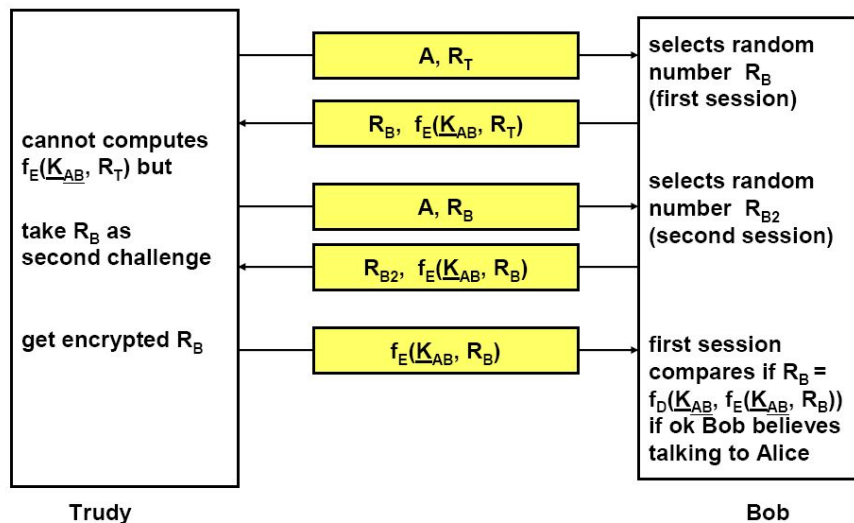 A, R_T
selects random
number R_B
(first session)
R_B, f_E(K_AB, R_T)
cannot computes
f_E(K_AB, R_T) but
take R_B as
second challenge
A, R_B
selects random
number R_B2
(second session)
R_B2, f_E(K_AB, R_B)
get encrypted R_B
f_E(K_AB, R_B)
first session
compares if R_B =
f_D(K_AB, f_E(K_AB, R_B))
if ok Bob believes
talking to Alice
Trudy
Bob